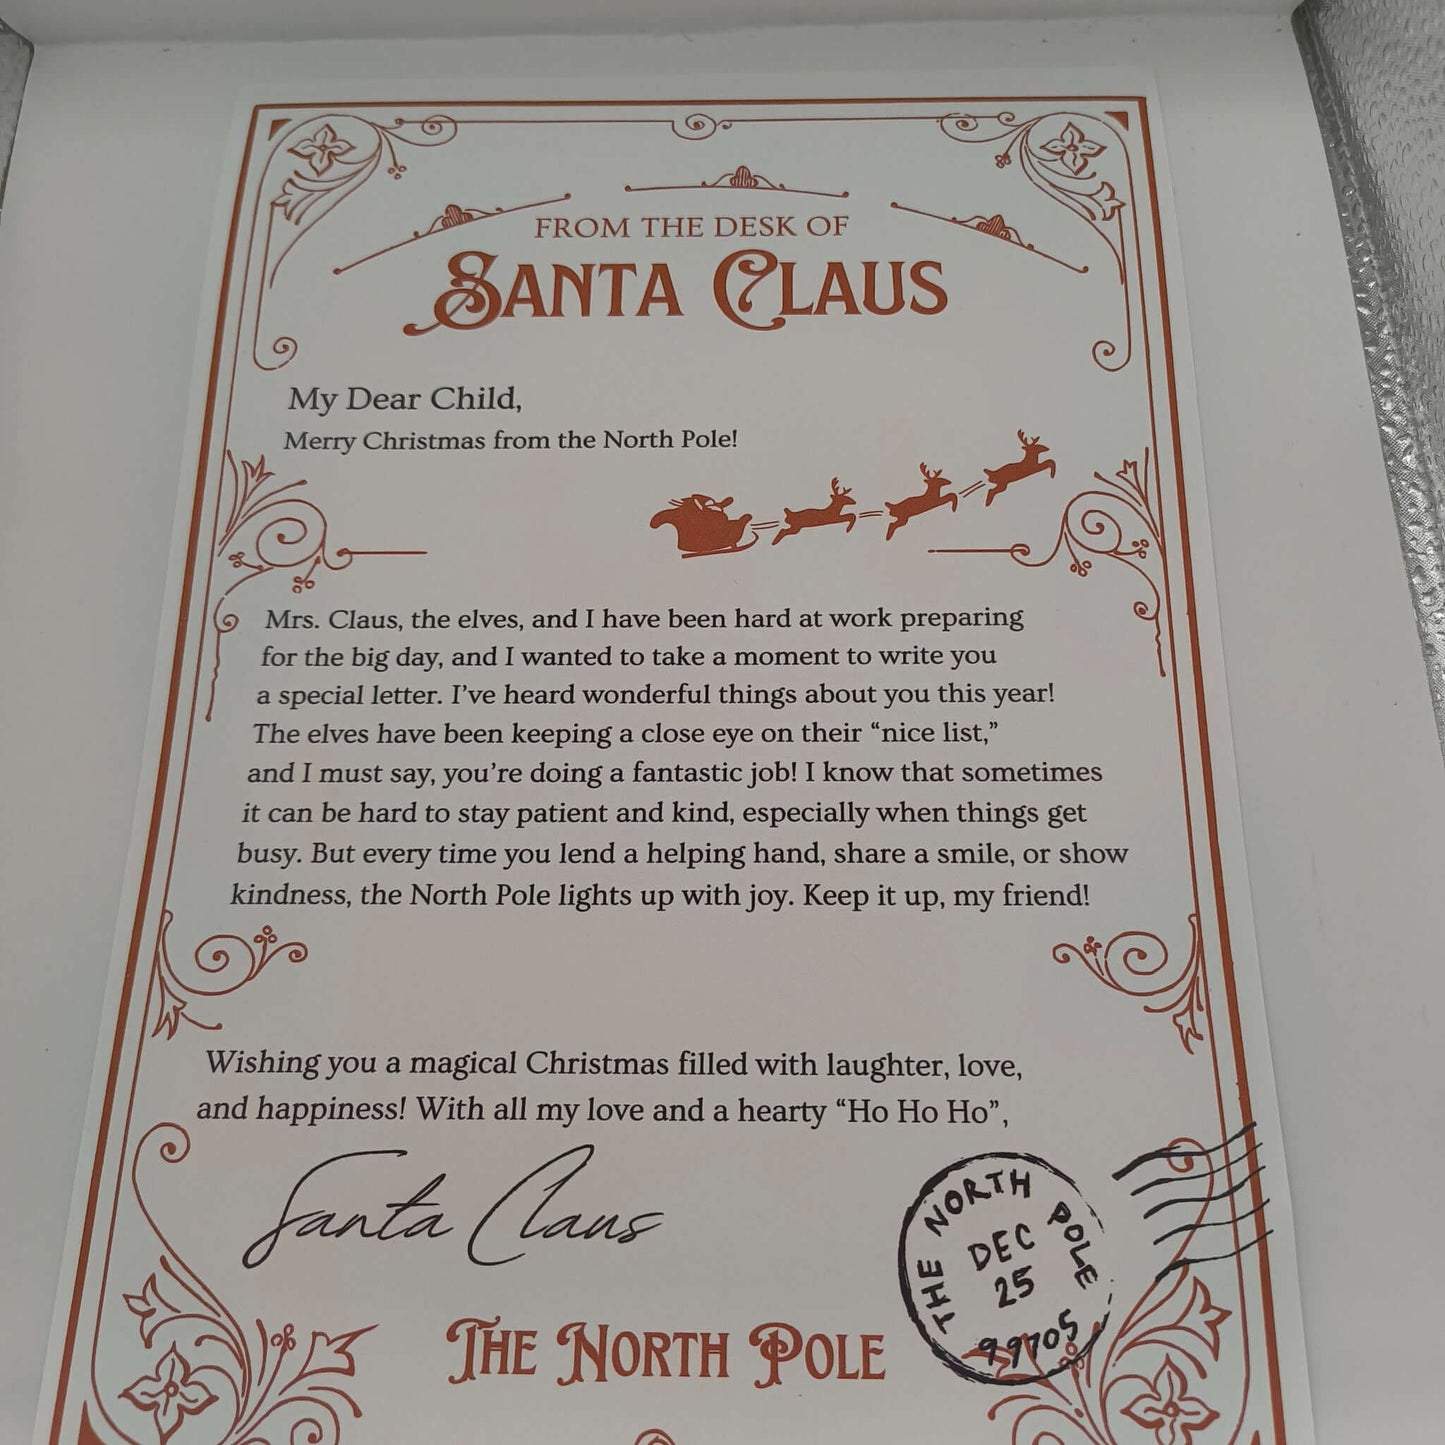 FROM THE DESK OF
SANTA CLAUS
My Dear Child,
Merry Christmas from the North Pole!
Mrs. Claus, the elves, and I have been hard at work preparing
for the big day, and I wanted to take a moment to write you
a special letter. I’ve heard wonderful things about you this year!
The elves have been keeping a close eye on their “nice list,”
and I must say, you’re doing a fantastic job! I know that sometimes
it can be hard to stay patient and kind, especially when things get
busy. But every time you lend a helping hand, share a smile, or show
kindness, the North Pole lights up with joy. Keep it up, my friend!
Wishing you a magical Christmas filled with laughter, love,
and happiness! With all my love and a hearty “Ho Ho Ho”,
Santa Claus
THE NORTH POLE
DEC
25
99705
THE NORTH POLE